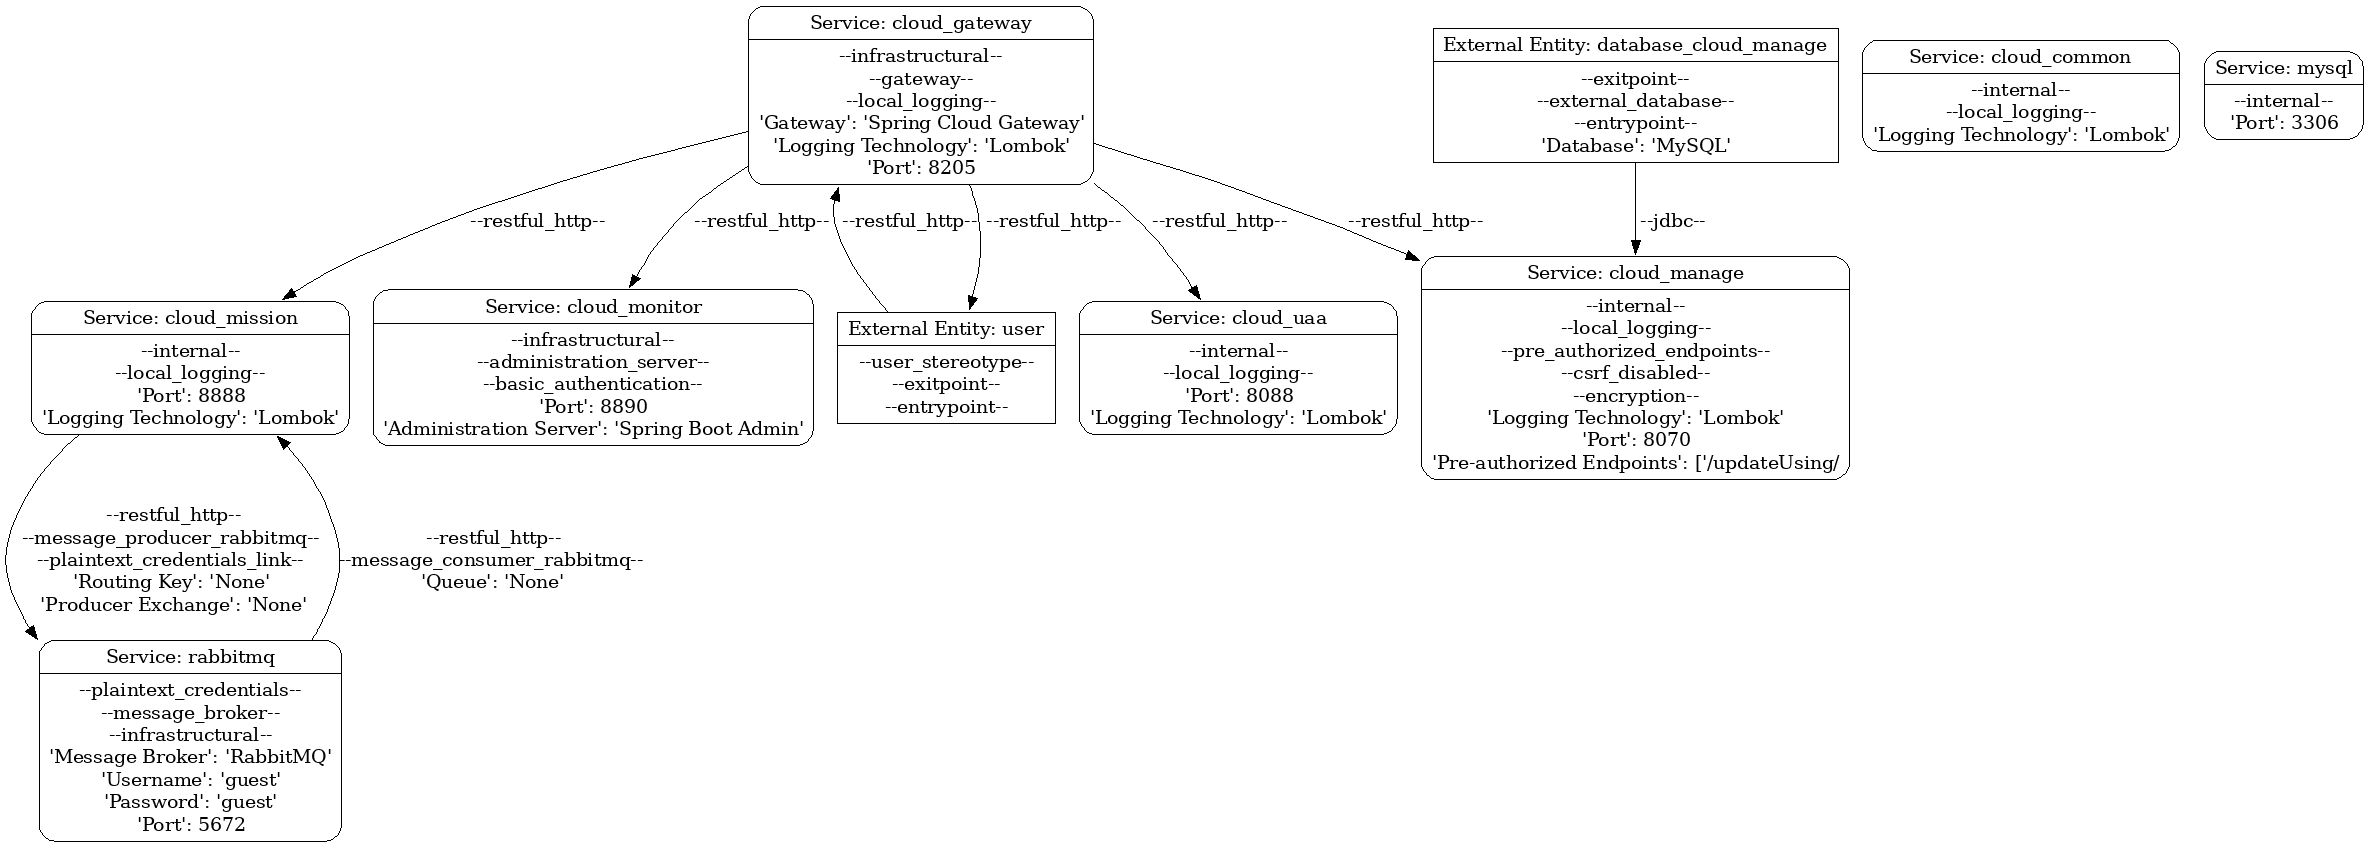 Service: cloud_gateway
--infrastructural--
--gateway--
--local_logging--
'Gateway': 'Spring Cloud Gateway'
'Logging Technology': 'Lombok'
'Port': 8205
External Entity: database_cloud_manage
--exitpoint--
--external_database--
--entrypoint--
'Database': 'MySQL'
Service: cloud_common
--internal--
--local_logging--
'Logging Technology': 'Lombok'
Service: mysql
--internal--
'Port': 3306
--restful_http--
--restful_http--
--restful_http--
--restful_http--
--restful_http--
--restful_http--
--jdbc--
Service: cloud_mission
--internal--
--local_logging--
'Port': 8888
'Logging Technology': 'Lombok'
Service: cloud_monitor
--infrastructural--
--administration_server--
--basic_authentication--
'Port': 8890
'Administration Server': 'Spring Boot Admin'
External Entity: user
--user_stereotype--
--exitpoint--
--entrypoint--
Service: cloud_uaa
--internal--
--local_logging--
'Port': 8088
'Logging Technology': 'Lombok'
Service: cloud_manage
--internal--
--local_logging--
--pre_authorized_endpoints--
--csrf_disabled--
--encryption--
'Logging Technology': 'Lombok'
'Port': 8070
'Pre-authorized Endpoints': ['/updateUsing/
--restful_http--
--message_producer_rabbitmq--
--plaintext_credentials_link--
'Routing Key': 'None'
'Producer Exchange': 'None'
--restful_http--
--message_consumer_rabbitmq--
'Queue': 'None'
Service: rabbitmq
--plaintext_credentials--
--message_broker--
--infrastructural--
'Message Broker': 'RabbitMQ'
'Username': 'guest'
'Password': 'guest'
'Port': 5672